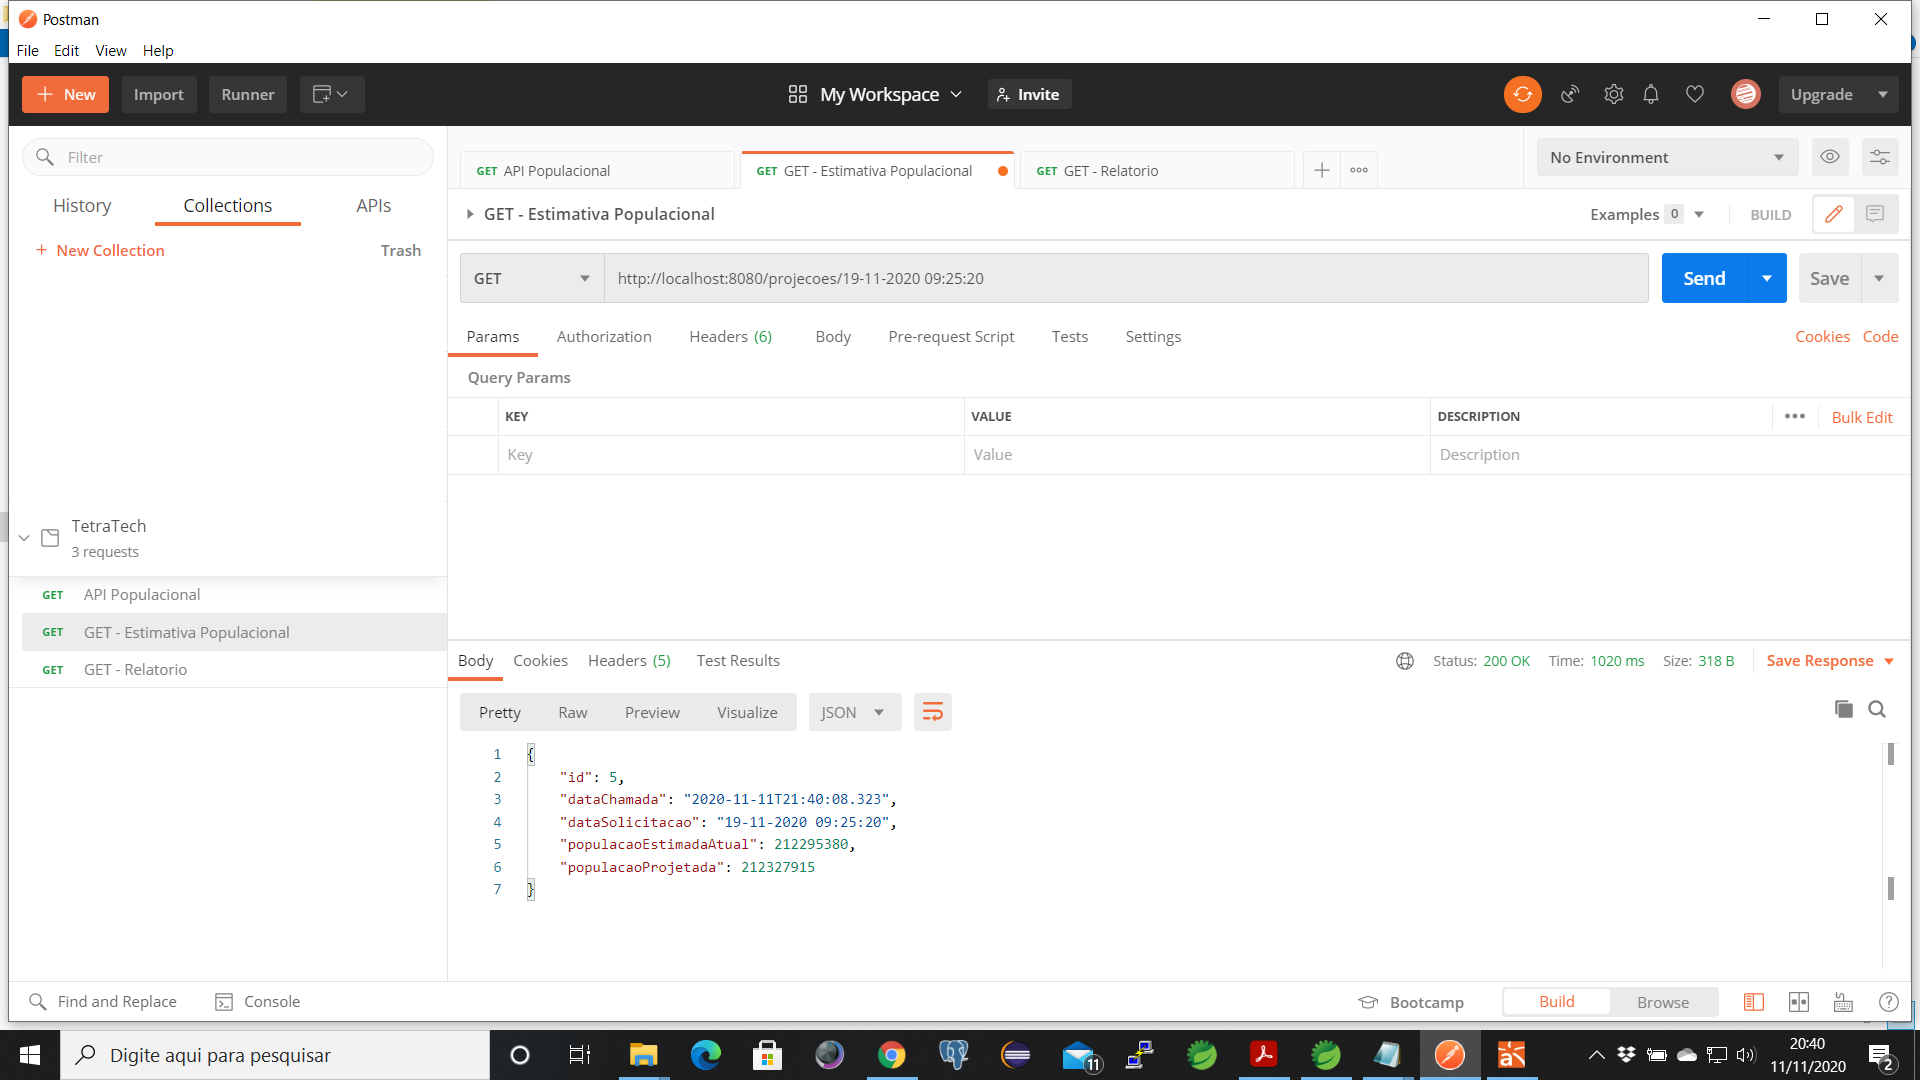 Postman
File Edit View Help
New Import Runner My Workspace Invite Upgrade
Filter
History Collections APIs
New Collection Trash
TetraTech
3 requests
GET API Populacional
GET GET - Estimativa Populacional
GET GET - Relatorio
GET API Populacional GET GET - Estimativa Populacional GET GET - Relatorio No Environment
GET - Estimativa Populacional Examples 0 BUILD
GET http://localhost:8080/projecoes/19-11-2020 09:25:20 Send Save
Params Authorization Headers (6) Body Pre-request Script Tests Settings Cookies Code
Query Params
KEY VALUE DESCRIPTION Bulk Edit
Key Value Description
Body Cookies Headers (5) Test Results Status: 200 OK Time: 1020 ms Size: 318 B Save Response
Pretty Raw Preview Visualize JSON
1 {
2 "id": 5,
3 "dataChamada": "2020-11-11T21:40:08.323",
4 "dataSolicitacao": "19-11-2020 09:25:20",
5 "populacaoEstimadaAtual": 212295380,
6 "populacaoProjetada": 212327915
7 }
Find and Replace Console Bootcamp Build Browse
Digite aqui para pesquisar 11 20:40
11/11/2020 2